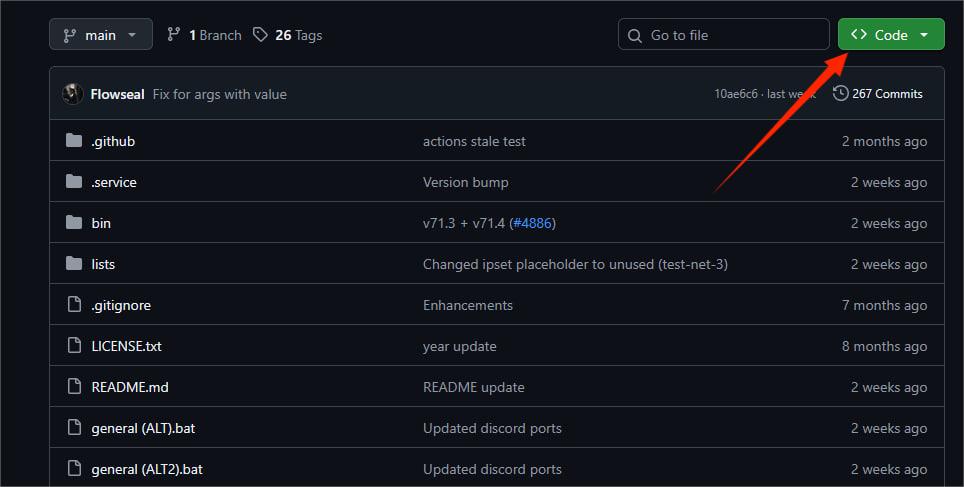 main 1 Branch 26 Tags Go to file Code
Flowseal Fix for args with value 10ae6c6 · last week 267 Commits
.github actions stale test 2 months ago
.service Version bump 2 weeks ago
bin v71.3 + v71.4 (#4886) 2 weeks ago
lists Changed ipset placeholder to unused (test-net-3) 2 weeks ago
.gitignore Enhancements 7 months ago
LICENSE.txt year update 8 months ago
README.md README update 2 weeks ago
general (ALT).bat Updated discord ports 2 weeks ago
general (ALT2).bat Updated discord ports 2 weeks ago